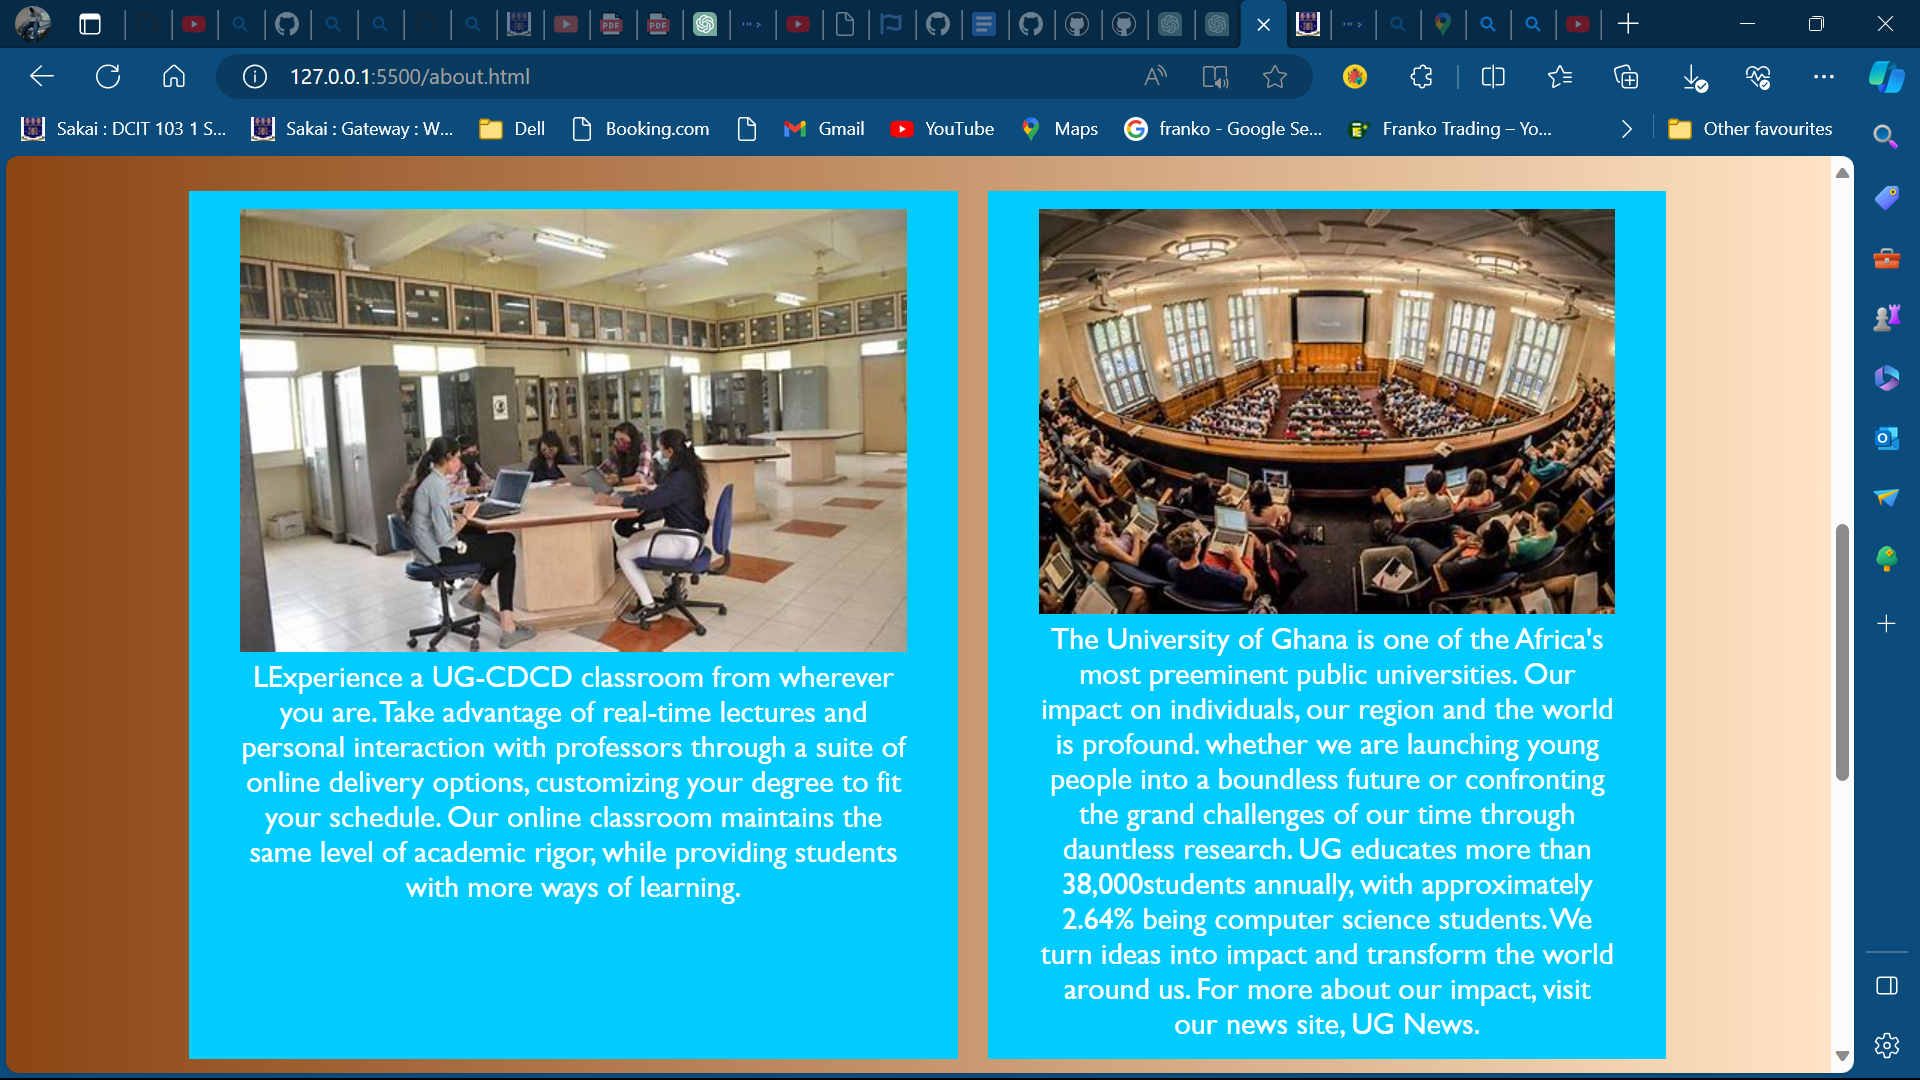 127.0.0.1:5500/about.html
Sakai : DCIT 103 1 S... Sakai : Gateway : W... Dell Booking.com Gmail YouTube Maps franko - Google Se... Franko Trading – Yo... Other favourites
LExperience a UG-CDCD classroom from wherever
you are. Take advantage of real-time lectures and
personal interaction with professors through a suite of
online delivery options, customizing your degree to fit
your schedule. Our online classroom maintains the
same level of academic rigor, while providing students
with more ways of learning.
The University of Ghana is one of the Africa's
most preeminent public universities. Our
impact on individuals, our region and the world
is profound. whether we are launching young
people into a boundless future or confronting
the grand challenges of our time through
dauntless research. UG educates more than
38,000students annually, with approximately
2.64% being computer science students. We
turn ideas into impact and transform the world
around us. For more about our impact, visit
our news site, UG News.